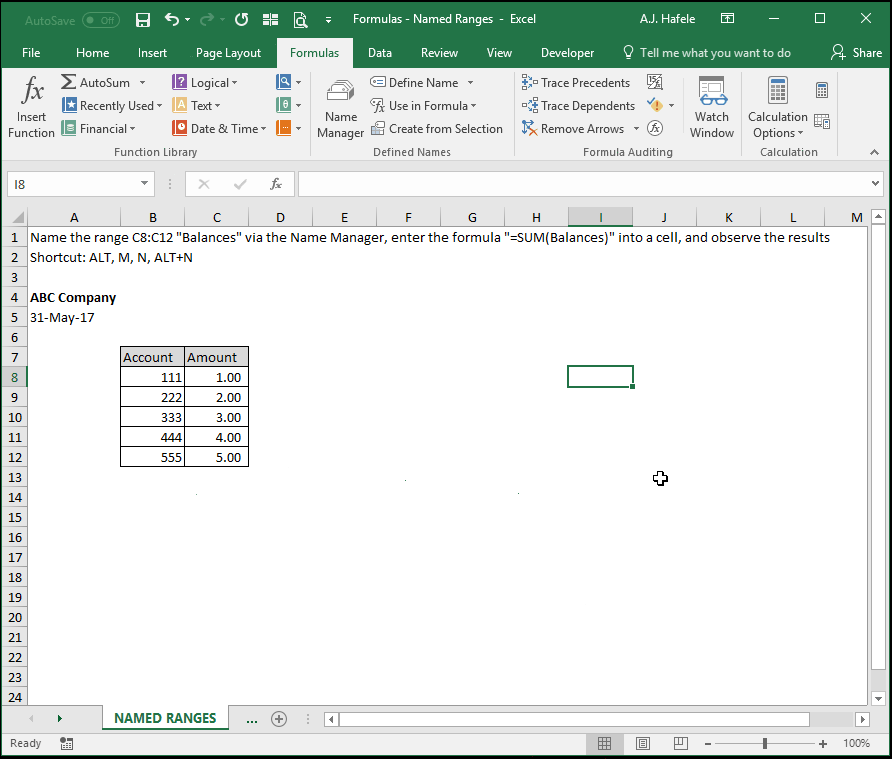 AutoSave Off Formulas - Named Ranges - Excel A.J. Hafele
File Home Insert Page Layout Formulas Data Review View Developer Tell me what you want to do Share
fx Insert Function
Σ AutoSum
Recently Used
Financial
? Logical
A Text
Date & Time
θ
Function Library
Name Manager
Define Name
Use in Formula
Create from Selection
Defined Names
Trace Precedents
Trace Dependents
Remove Arrows
fx
Formula Auditing
Watch Window
Calculation Options
Calculation
I8 fx
A B C D E F G H I J K L M
1 Name the range C8:C12 "Balances" via the Name Manager, enter the formula "=SUM(Balances)" into a cell, and observe the results
2 Shortcut: ALT, M, N, ALT+N
3
4 ABC Company
5 31-May-17
6
7 Account Amount
8 111 1.00
9 222 2.00
10 333 3.00
11 444 4.00
12 555 5.00
13
14
15
16
17
18
19
20
21
22
23
24
NAMED RANGES ...
Ready 100%